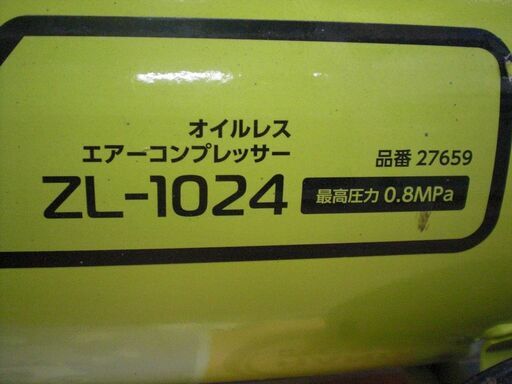 オイルレス
エアーコンプレッサー
品番 27659
ZL-1024
最高圧力 0.8MPa